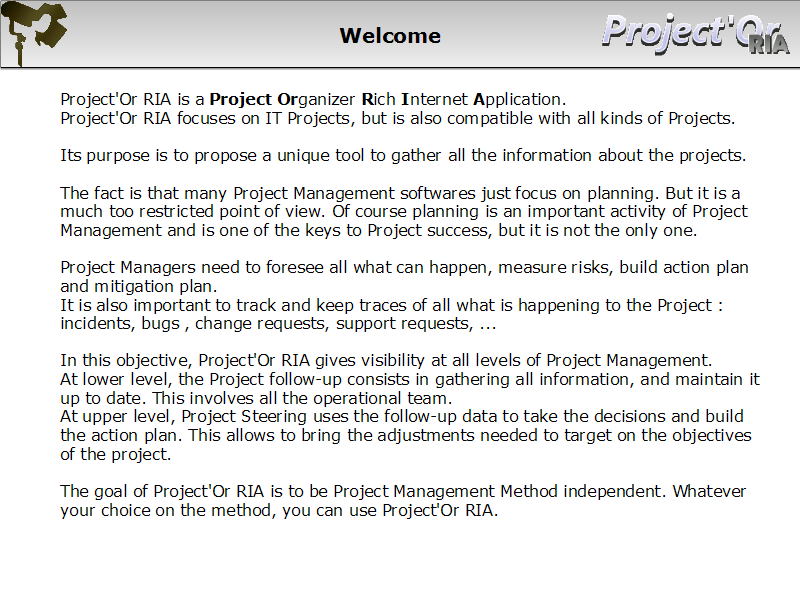 Welcome
Project'Or
RIA
Project'Or RIA is a Project Organizer Rich Internet Application.
Project'Or RIA focuses on IT Projects, but is also compatible with all kinds of Projects.
Its purpose is to propose a unique tool to gather all the information about the projects.
The fact is that many Project Management softwares just focus on planning. But it is a
much too restricted point of view. Of course planning is an important activity of Project
Management and is one of the keys to Project success, but it is not the only one.
Project Managers need to foresee all what can happen, measure risks, build action plan
and mitigation plan.
It is also important to track and keep traces of all what is happening to the Project :
incidents, bugs , change requests, support requests, ...
In this objective, Project'Or RIA gives visibility at all levels of Project Management.
At lower level, the Project follow-up consists in gathering all information, and maintain it
up to date. This involves all the operational team.
At upper level, Project Steering uses the follow-up data to take the decisions and build
the action plan. This allows to bring the adjustments needed to target on the objectives
of the project.
The goal of Project'Or RIA is to be Project Management Method independent. Whatever
your choice on the method, you can use Project'Or RIA.